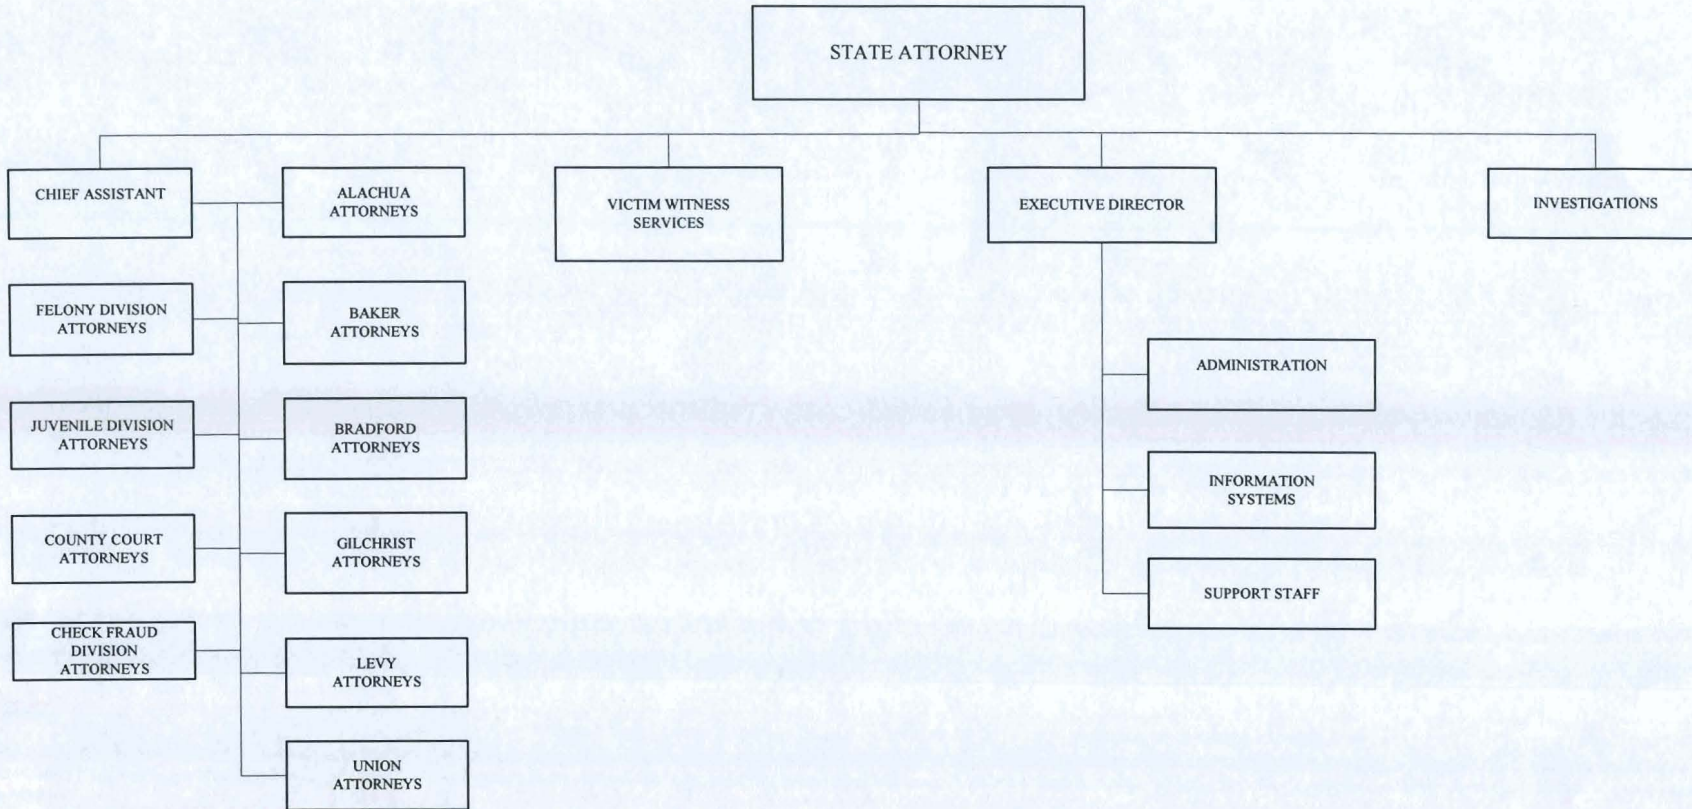 STATE ATTORNEY
CHIEF ASSISTANT
ALACHUA
ATTORNEYS
VICTIM WITNESS
SERVICES
EXECUTIVE DIRECTOR
INVESTIGATIONS
FELONY DIVISION
ATTORNEYS
BAKER
ATTORNEYS
JUVENILE DIVISION
ATTORNEYS
BRADFORD
ATTORNEYS
COUNTY COURT
ATTORNEYS
GILCHRIST
ATTORNEYS
CHECK FRAUD
DIVISION
ATTORNEYS
LEVY
ATTORNEYS
UNION
ATTORNEYS
ADMINISTRATION
INFORMATION
SYSTEMS
SUPPORT STAFF